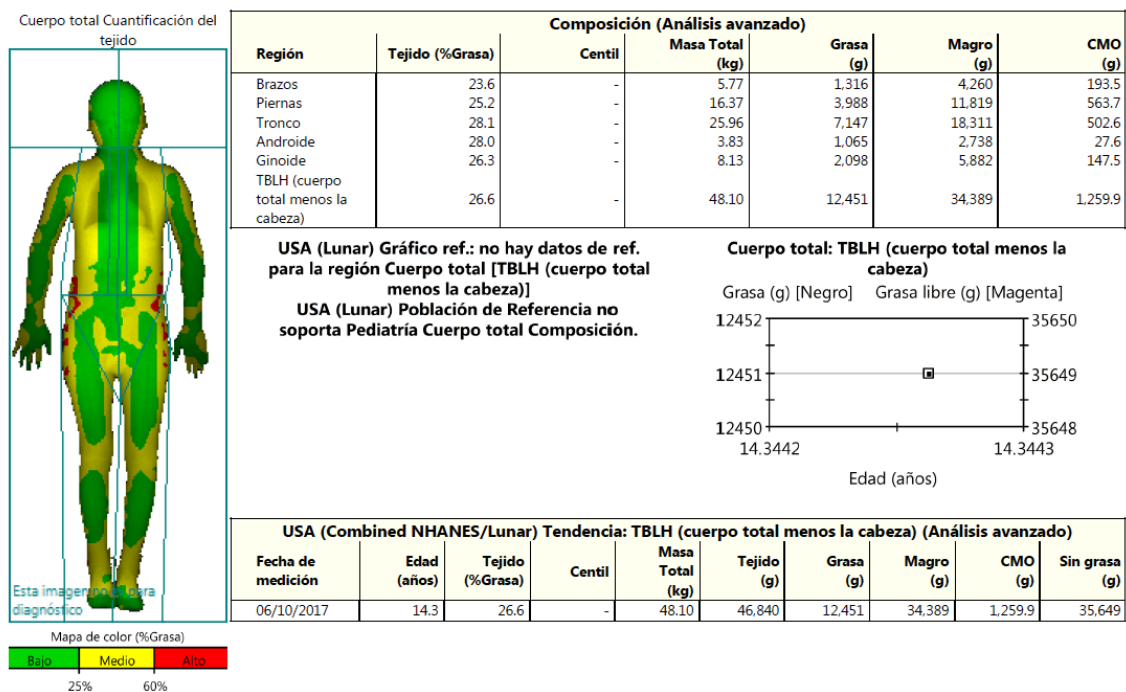 Cuerpo total Cuantificación del
tejido
Composición (Análisis avanzado)
Región Tejido (%Grasa) Centil Masa Total (kg) Grasa (g) Magro (g) CMO (g)
Brazos 23.6 - 5.77 1,316 4,260 193.5
Piernas 25.2 - 16.37 3,988 11,819 563.7
Tronco 28.1 - 25.96 7,147 18,311 502.6
Androide 28.0 - 3.83 1,065 2,738 27.6
Ginoide 26.3 - 8.13 2,098 5,882 147.5
TBLH (cuerpo
total menos la
cabeza) 26.6 - 48.10 12,451 34,389 1,259.9
USA (Lunar) Gráfico ref.: no hay datos de ref.
para la región Cuerpo total [TBLH (cuerpo total
menos la cabeza)]
USA (Lunar) Población de Referencia no
soporta Pediatría Cuerpo total Composición.
Cuerpo total: TBLH (cuerpo total menos la
cabeza)
Grasa (g) [Negro] Grasa libre (g) [Magenta]
12452 35650
12451 35649
12450 35648
14.3442 14.3443
Edad (años)
USA (Combined NHANES/Lunar) Tendencia: TBLH (cuerpo total menos la cabeza) (Análisis avanzado)
Fecha de medición Edad (años) Tejido (%Grasa) Centil Masa Total (kg) Tejido (g) Grasa (g) Magro (g) CMO (g) Sin grasa (g)
06/10/2017 14.3 26.6 - 48.10 46,840 12,451 34,389 1,259.9 35,649
Esta imagen no es para
diagnóstico
Mapa de color (%Grasa)
Bajo Medio Alto
25% 60%